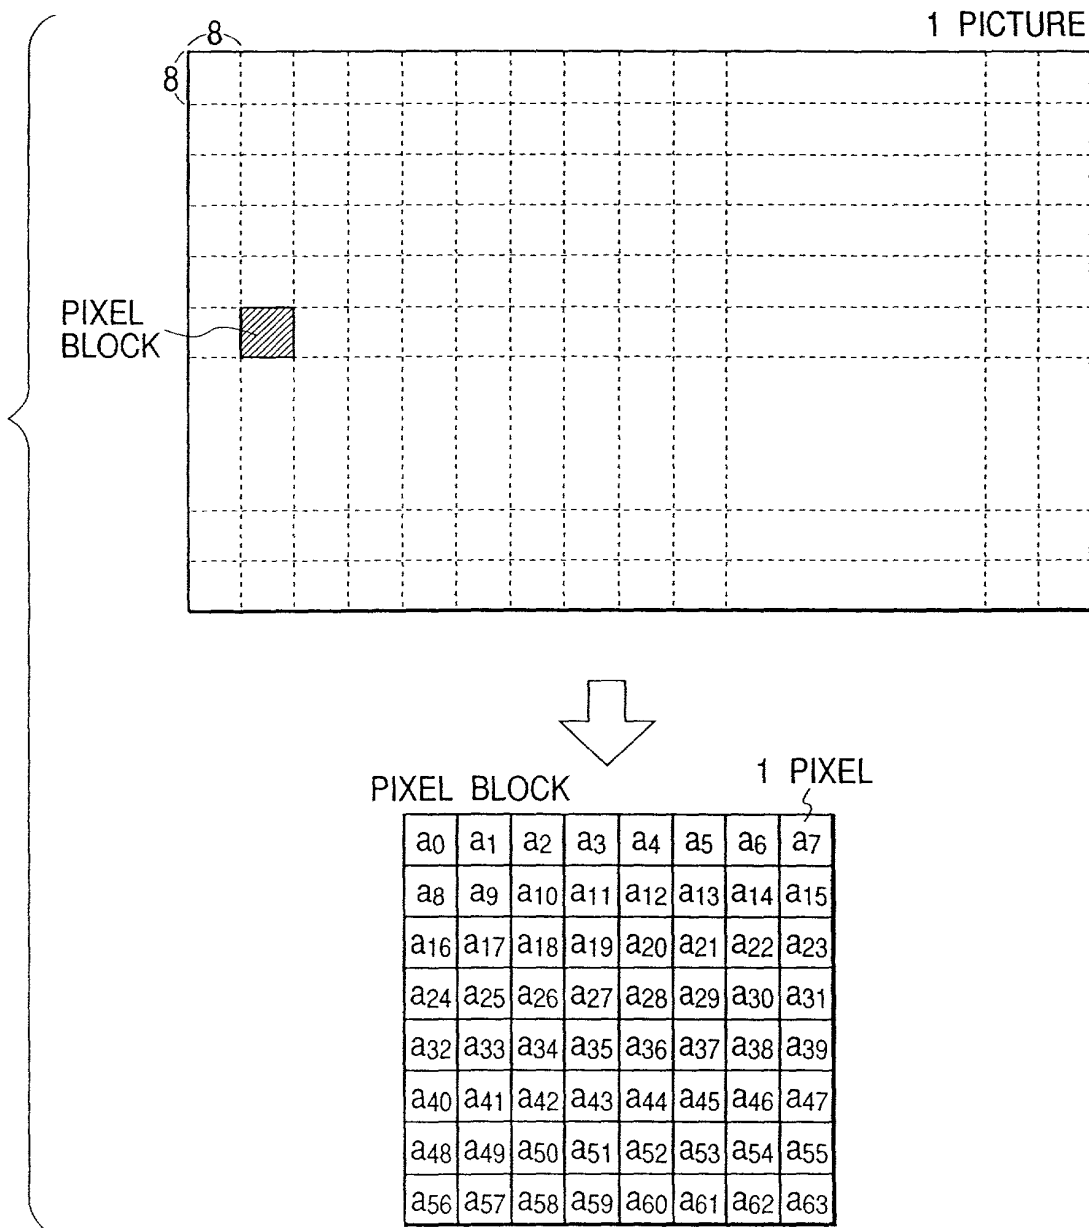 1 PICTURE
8
8
PIXEL
BLOCK
PIXEL BLOCK
1 PIXEL
a0 a1 a2 a3 a4 a5 a6 a7
a8 a9 a10 a11 a12 a13 a14 a15
a16 a17 a18 a19 a20 a21 a22 a23
a24 a25 a26 a27 a28 a29 a30 a31
a32 a33 a34 a35 a36 a37 a38 a39
a40 a41 a42 a43 a44 a45 a46 a47
a48 a49 a50 a51 a52 a53 a54 a55
a56 a57 a58 a59 a60 a61 a62 a63